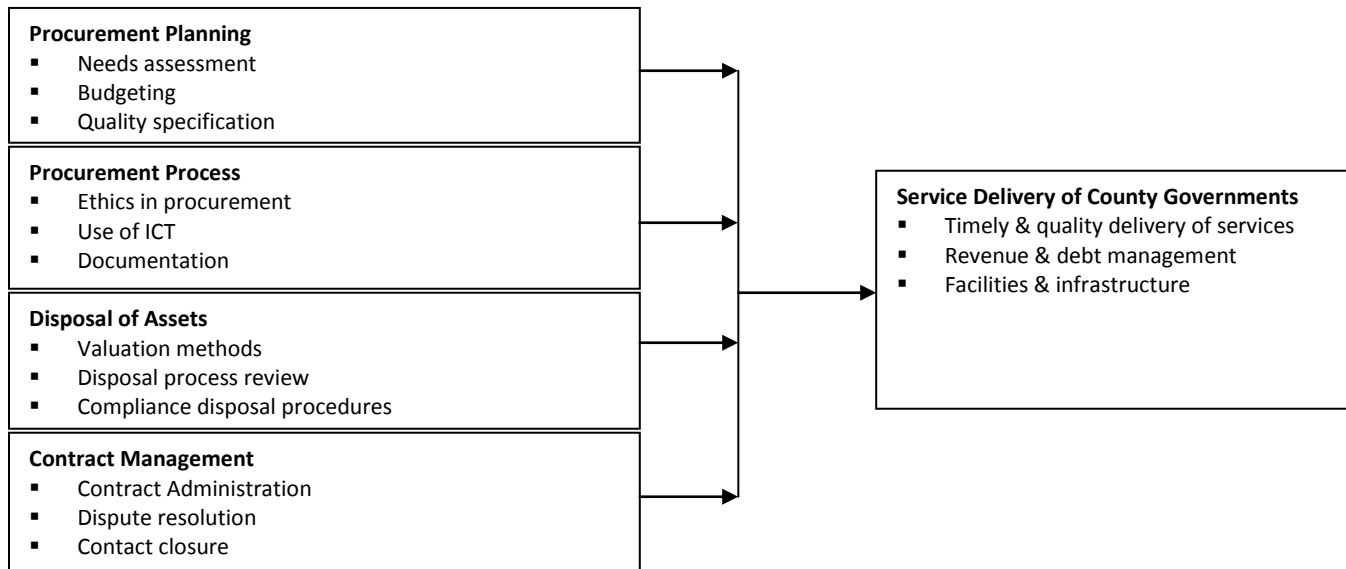 Procurement Planning
▪ Needs assessment
▪ Budgeting
▪ Quality specification
Procurement Process
▪ Ethics in procurement
▪ Use of ICT
▪ Documentation
Disposal of Assets
▪ Valuation methods
▪ Disposal process review
▪ Compliance disposal procedures
Contract Management
▪ Contract Administration
▪ Dispute resolution
▪ Contact closure
Service Delivery of County Governments
▪ Timely & quality delivery of services
▪ Revenue & debt management
▪ Facilities & infrastructure